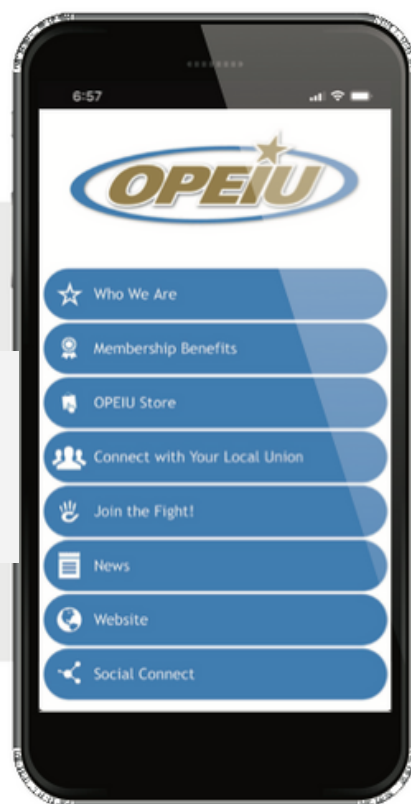 6:57
OPEIU
Who We Are
Membership Benefits
OPEIU Store
Connect with Your Local Union
Join the Fight!
News
Website
Social Connect